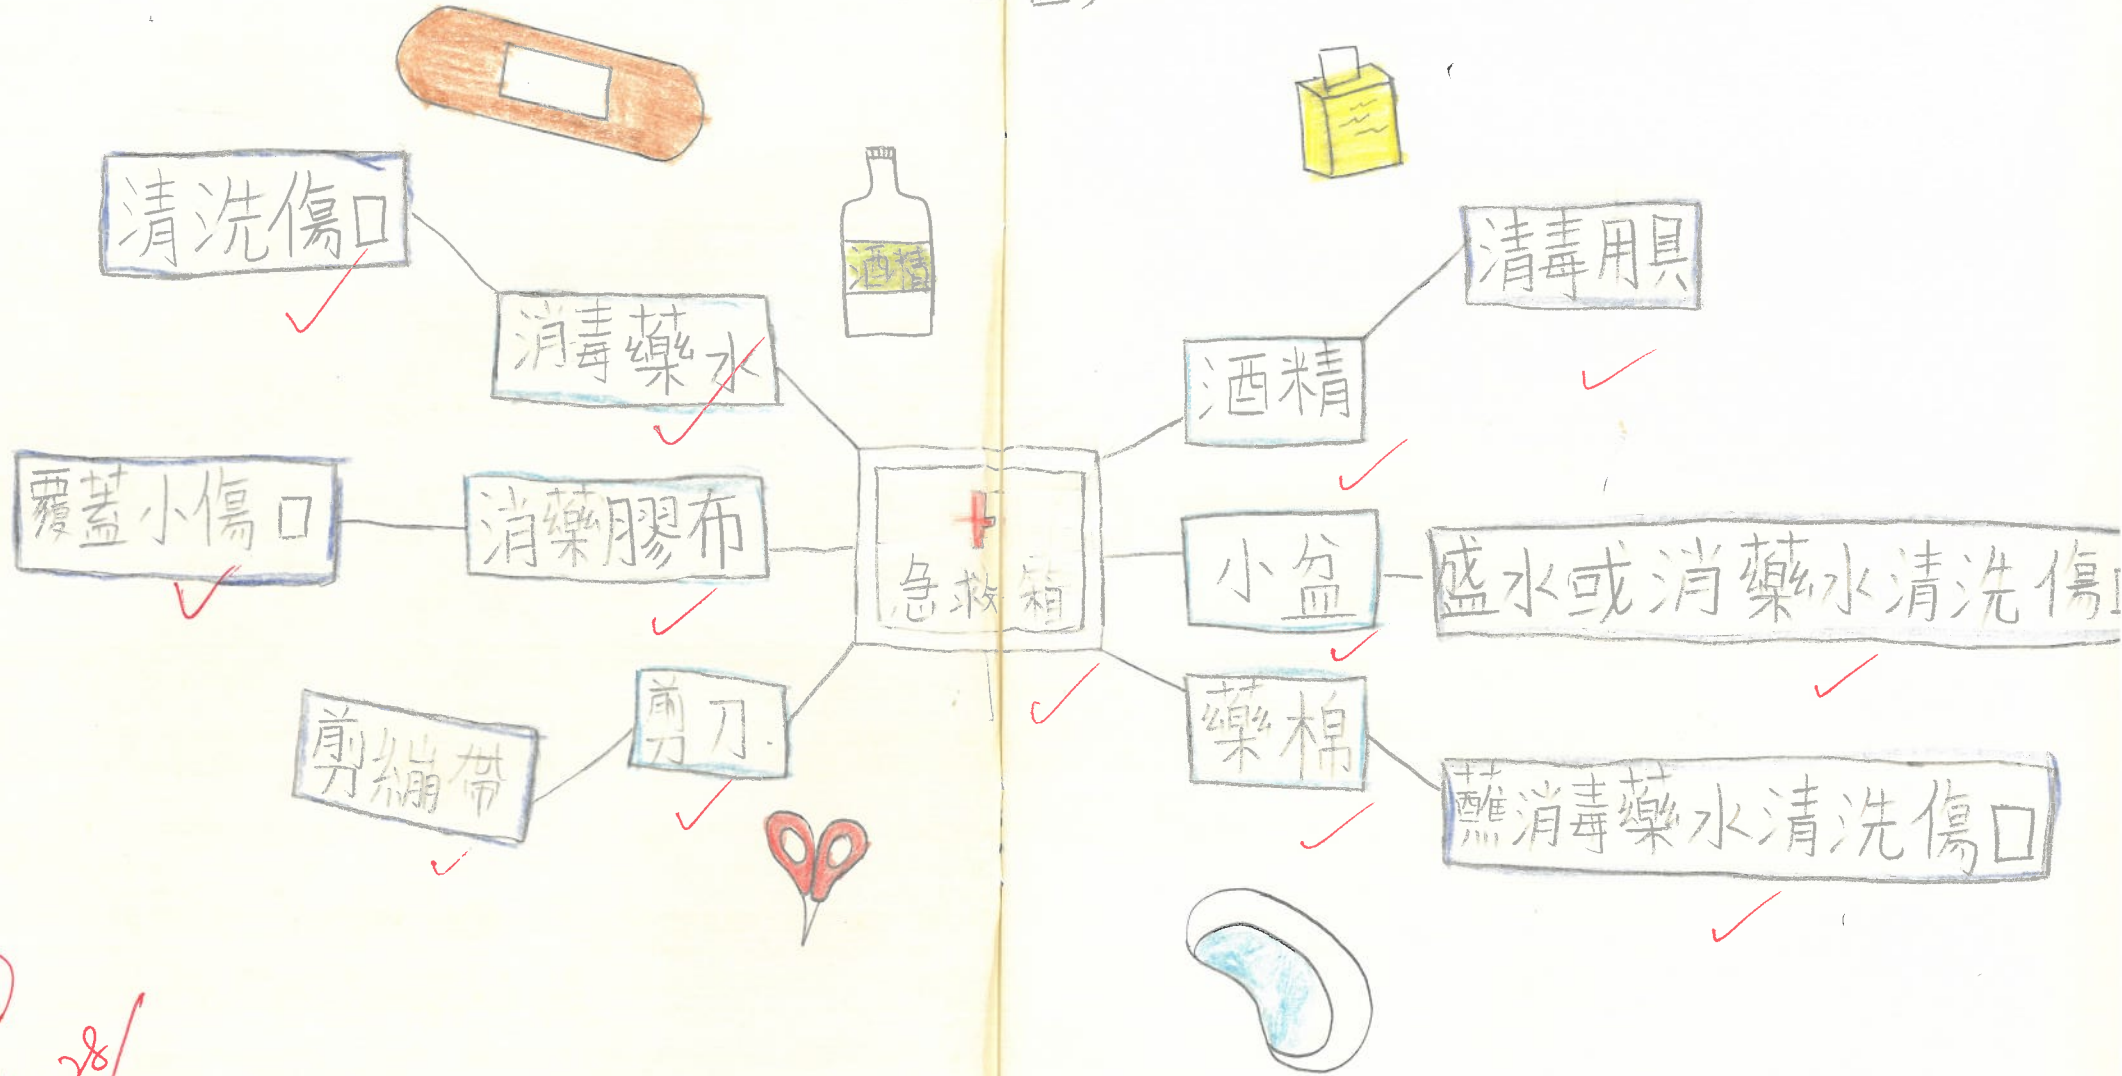 清洗傷口
消毒藥水
酒精
覆蓋小傷口
消藥膠布
剪繃帶
剪刀
急救箱
酒精
清毒用具
小盆
盛水或消藥水清洗傷
藥棉
蘸消毒藥水清洗傷口
28/